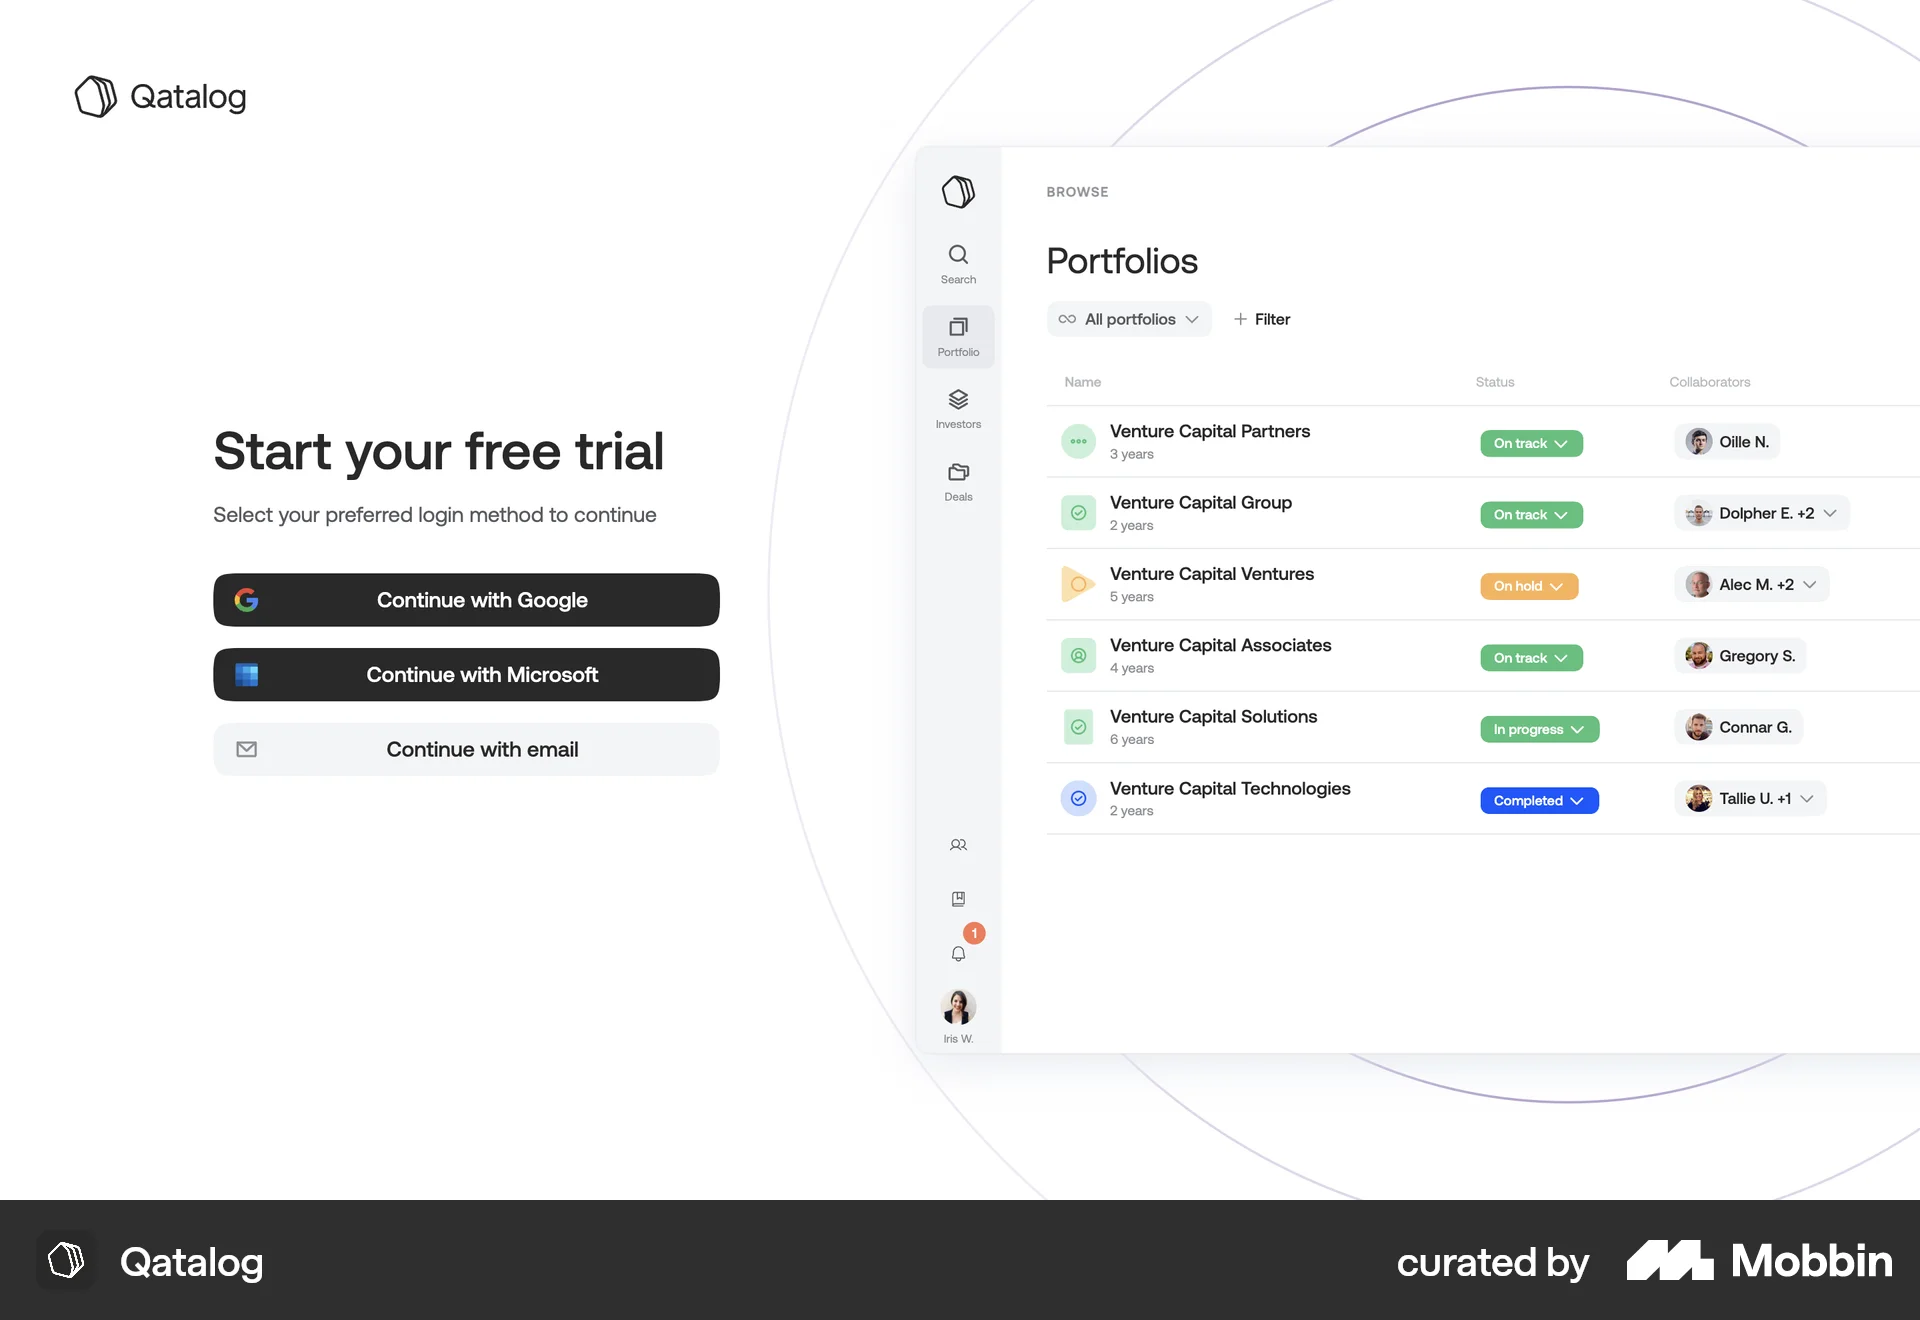 Qatalog
Start your free trial
Select your preferred login method to continue
Continue with Google
Continue with Microsoft
Continue with email
Search
Portfolio
Investors
Deals
1
Iris W.
BROWSE
Portfolios
All portfolios
Filter
Name Status Collaborators
Venture Capital Partners
3 years
On track
Oille N.
Venture Capital Group
2 years
On track
Dolpher E. +2
Venture Capital Ventures
5 years
On hold
Alec M. +2
Venture Capital Associates
4 years
On track
Gregory S.
Venture Capital Solutions
6 years
In progress
Connar G.
Venture Capital Technologies
2 years
Completed
Tallie U. +1
Qatalog
curated by Mobbin